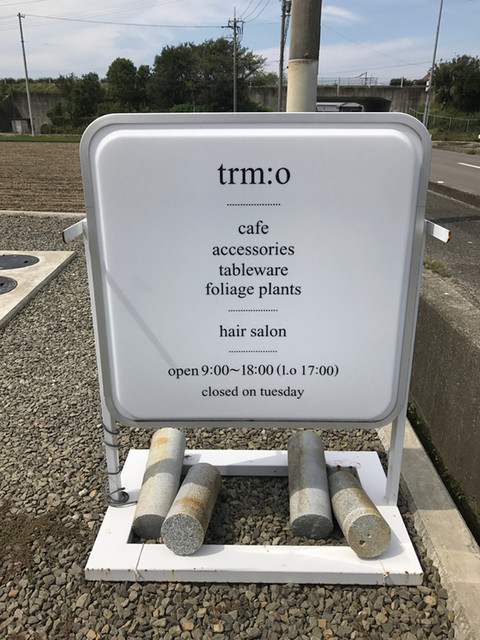 trm:o
cafe
accessories
tableware
foliage plants
hair salon
open 9:00〜18:00 (l.o 17:00)
closed on tuesday